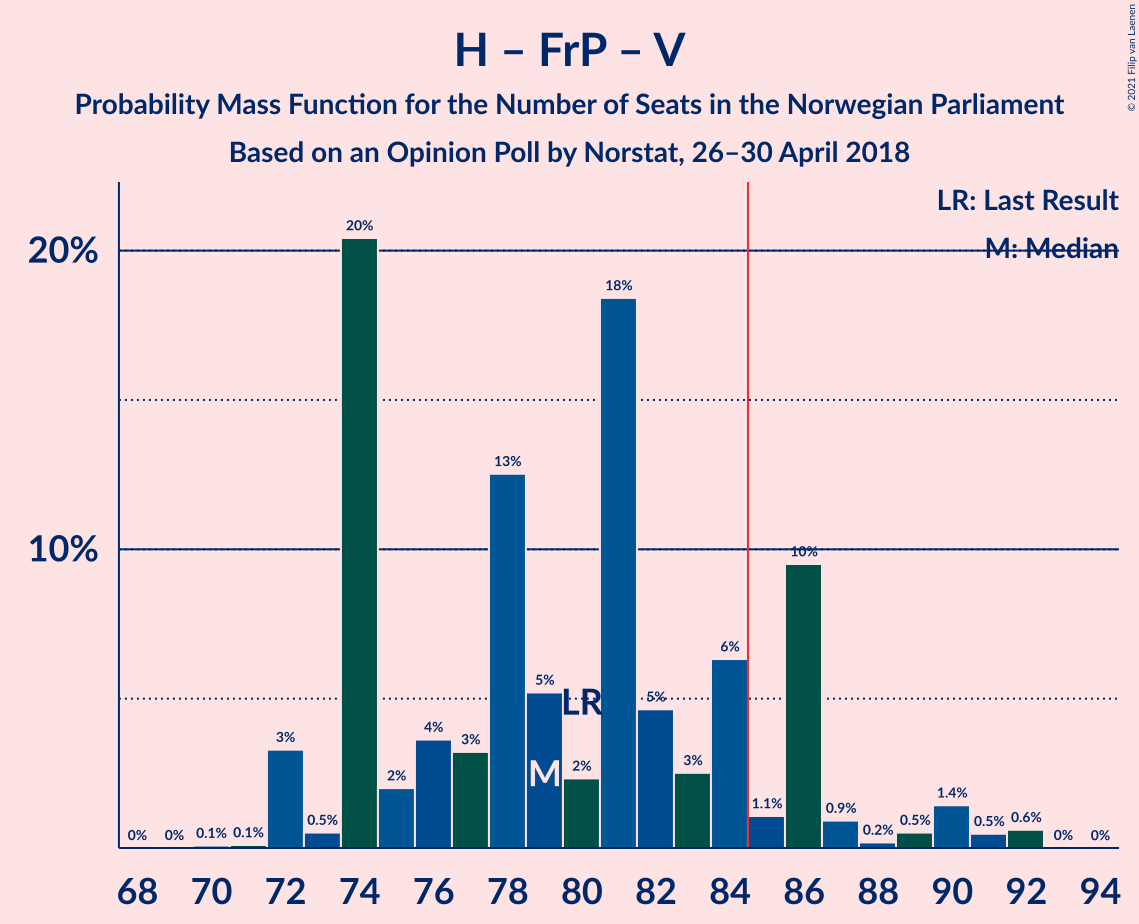 H – FrP – V
Probability Mass Function for the Number of Seats in the Norwegian Parliament
Based on an Opinion Poll by Norstat, 26–30 April 2018
© 2021 Filip van Laenen
LR: Last Result
M: Median
20%
10%
0% 0% 0.1% 0.1% 3% 0.5% 20% 2% 4% 3% 13% 5% 2% 18% 5% 3% 6% 1.1% 10% 0.9% 0.2% 0.5% 1.4% 0.5% 0.6% 0% 0%
LR
M
68 70 72 74 76 78 80 82 84 86 88 90 92 94